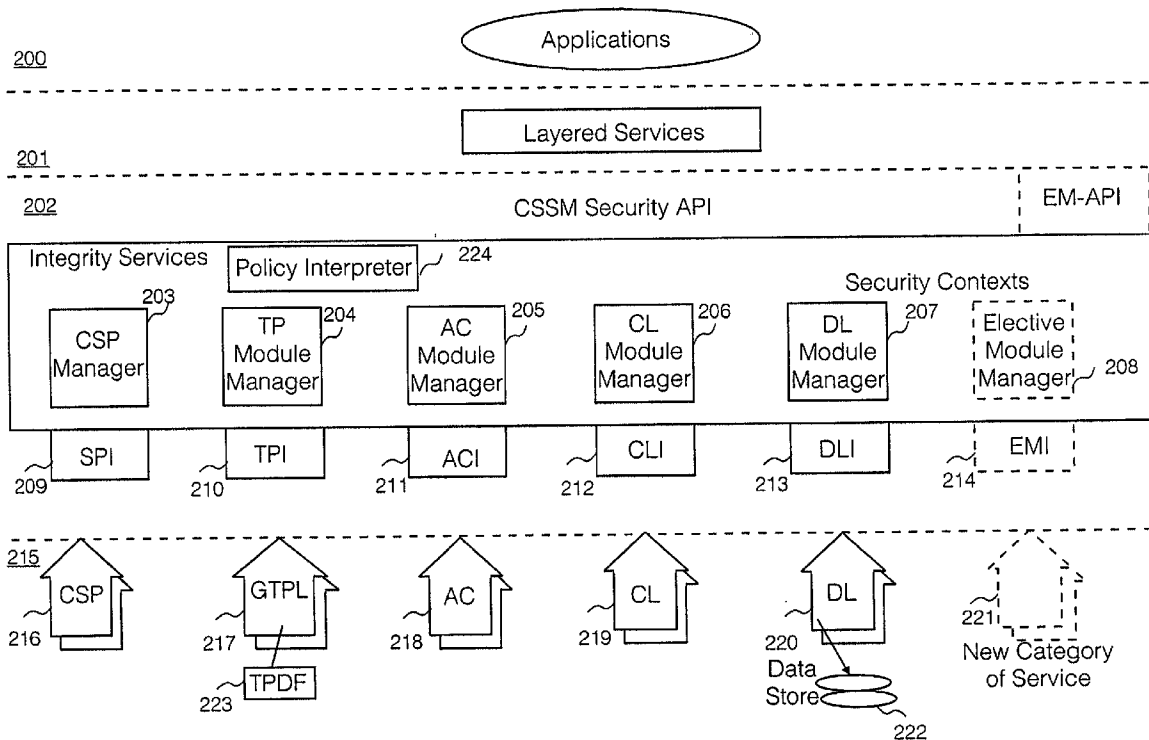 Applications
200
Layered Services
201
202
CSSM Security API
EM-API
Integrity Services
Policy Interpreter
224
Security Contexts
203
CSP
Manager
204
TP
Module
Manager
205
AC
Module
Manager
206
CL
Module
Manager
207
DL
Module
Manager
Elective
Module
Manager
208
SPI
209
TPI
210
ACI
211
CLI
212
DLI
213
EMI
214
215
CSP
216
GTPL
217
AC
218
CL
219
DL
220
221
New Category
of Service
TPDF
223
Data
Store
222